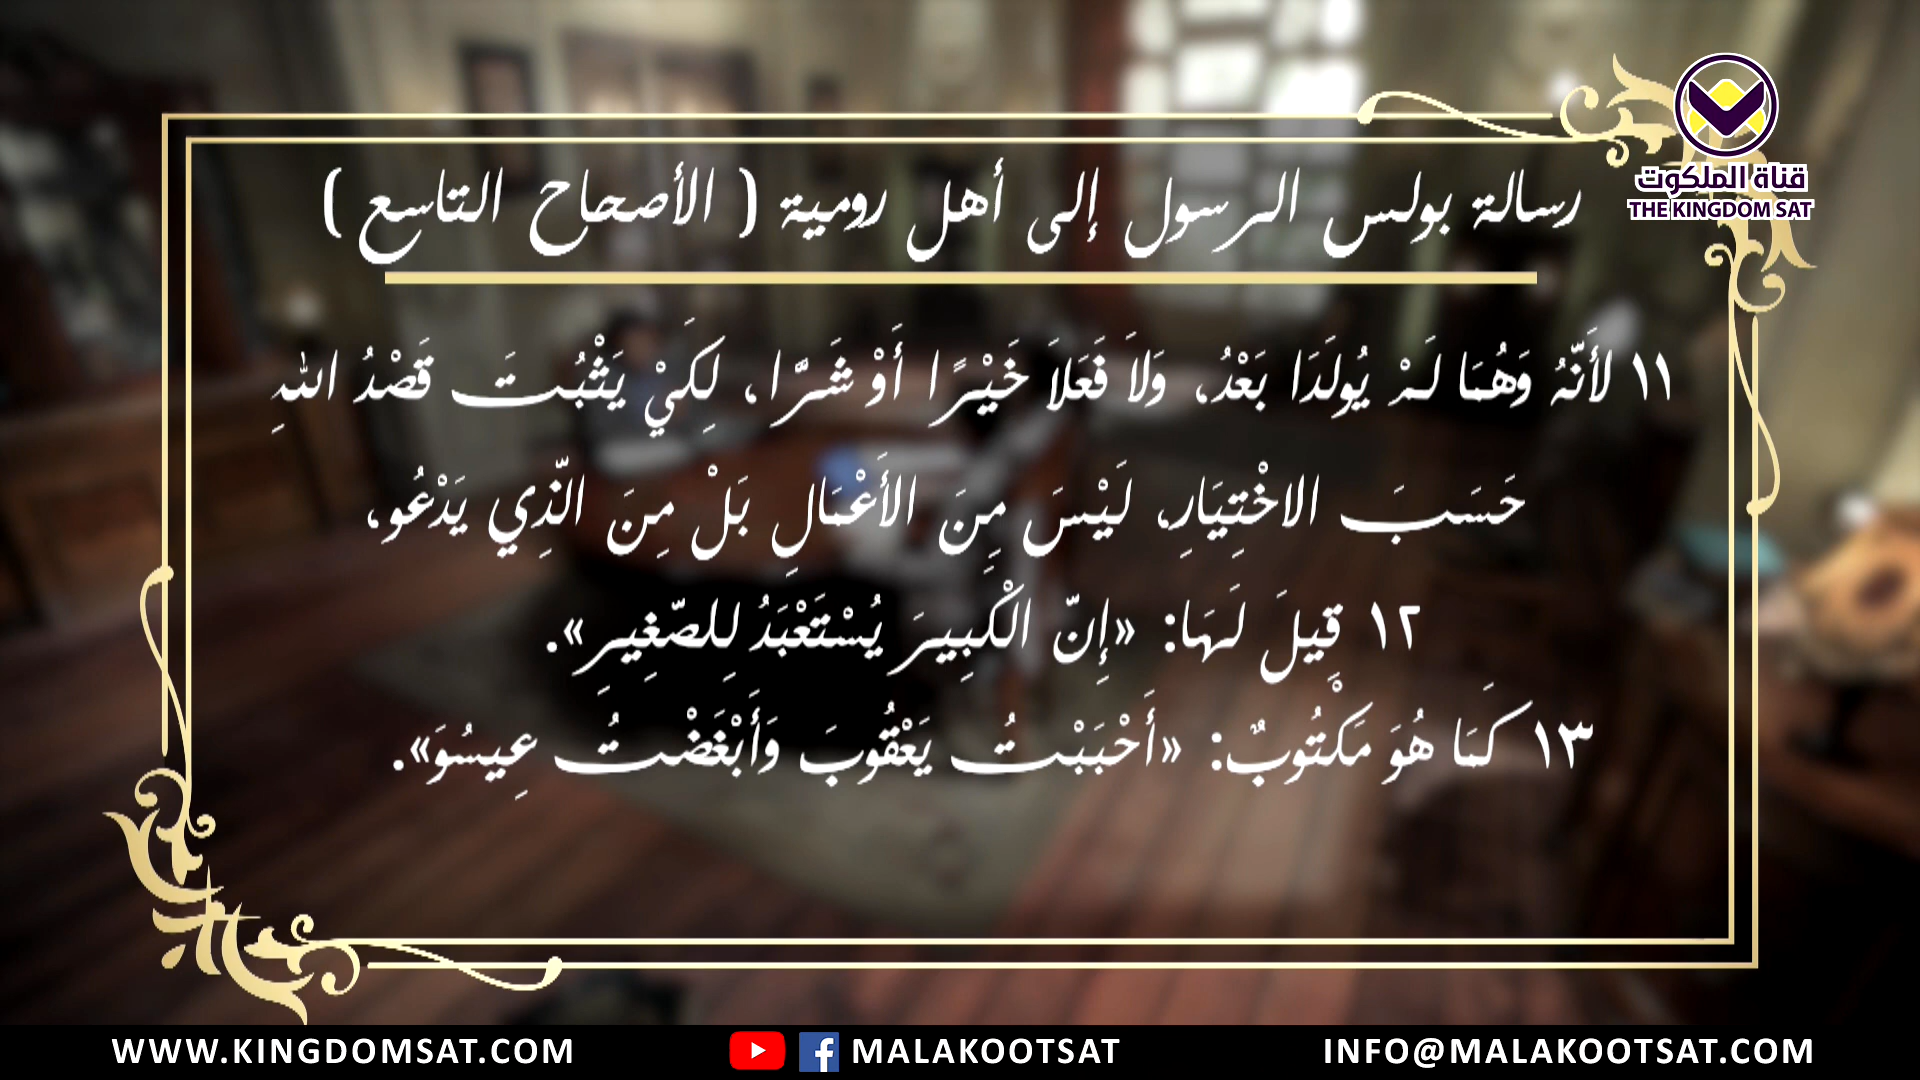 قناة الملكوت
THE KINGDOM SAT
رسالة بولس الرسول إلى أهل رومية ( الأصحاح التاسع )
١١ لأَنَّهُ وَهُمَا لَمْ يُولَدَا بَعْدُ، وَلاَ فَعَلاَ خَيْرًا أَوْ شَرًّا، لِكَيْ يَثْبُتَ قَصْدُ اللهِ
حَسَبَ الاخْتِيَارِ، لَيْسَ مِنَ الأَعْمَالِ بَلْ مِنَ الَّذِي يَدْعُو،
١٢ قِيلَ لَهَا: «إِنَّ الْكَبِيرَ يُسْتَعْبَدُ لِلصَّغِيرِ».
١٣ كَمَا هُوَ مَكْتُوبٌ: «أَحْبَبْتُ يَعْقُوبَ وَأَبْغَضْتُ عِيسُوَ».
WWW.KINGDOMSAT.COM
MALAKOOTSAT
INFO@MALAKOOTSAT.COM